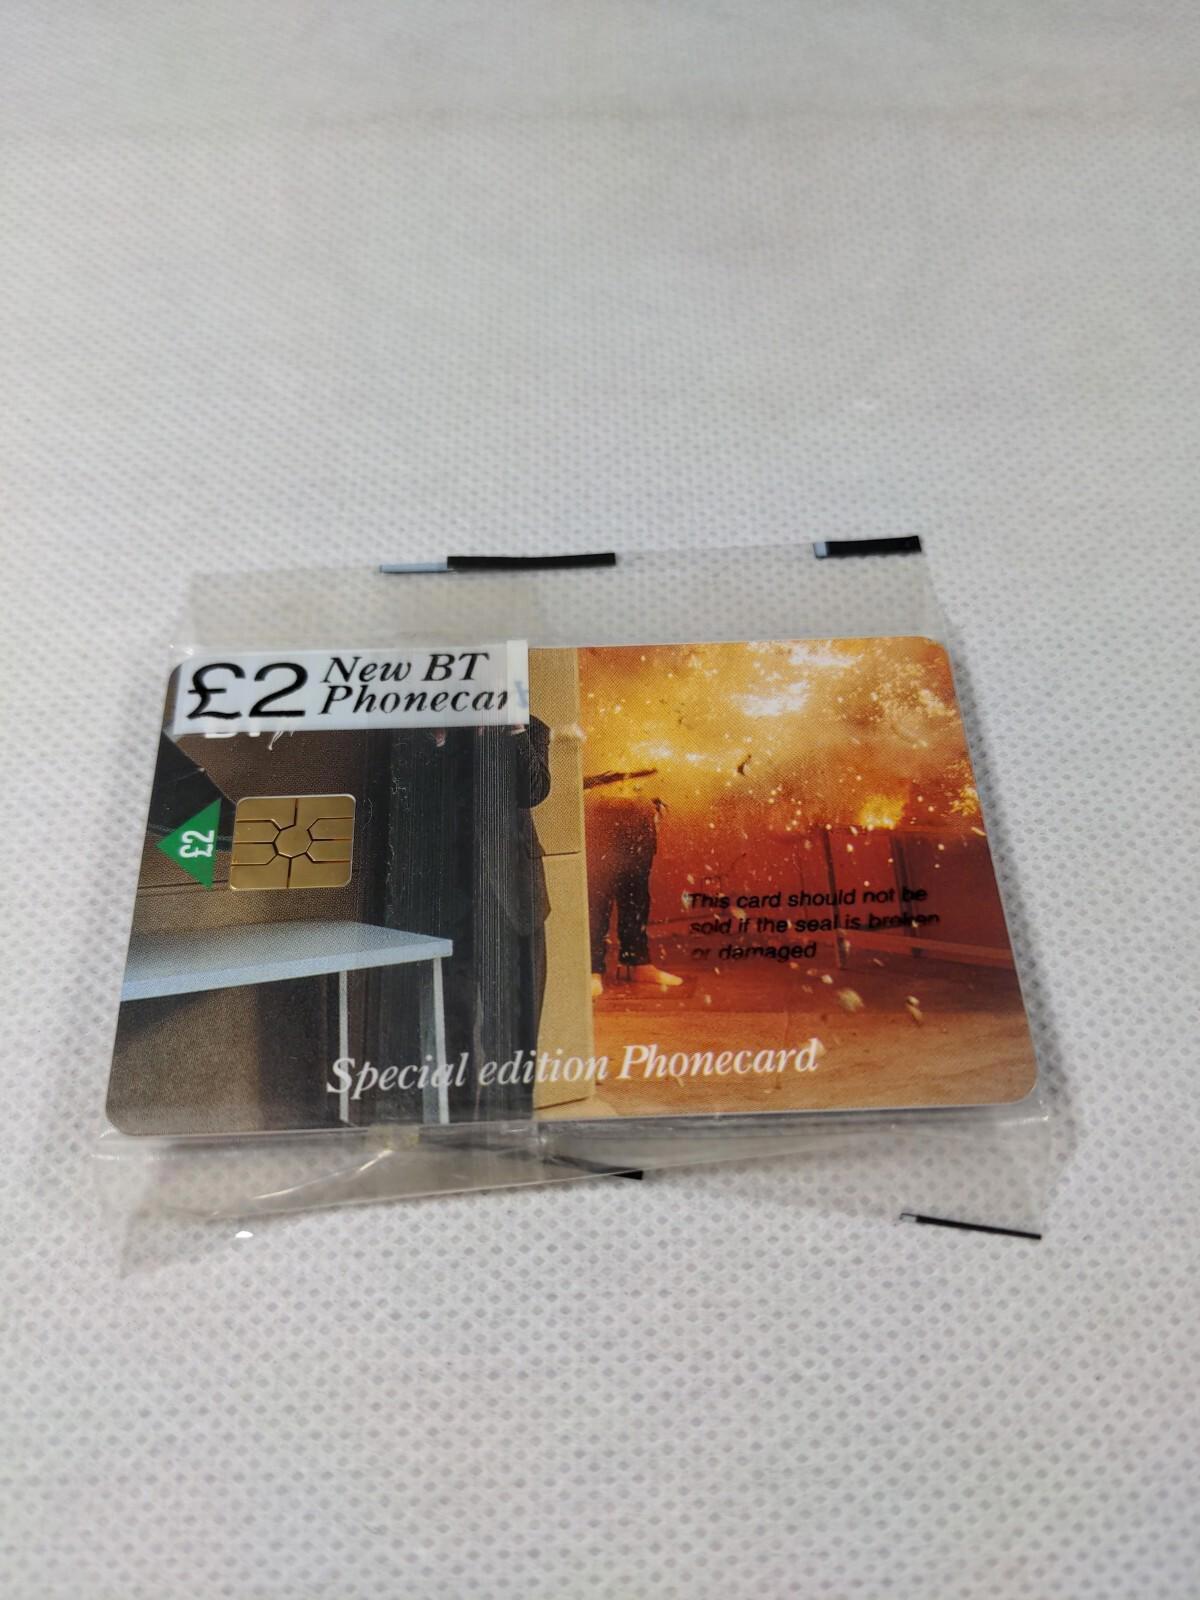 £2 New BT
Phonecard
£2
This card should not be
sold if the seal is broken
or damaged
Special edition Phonecard